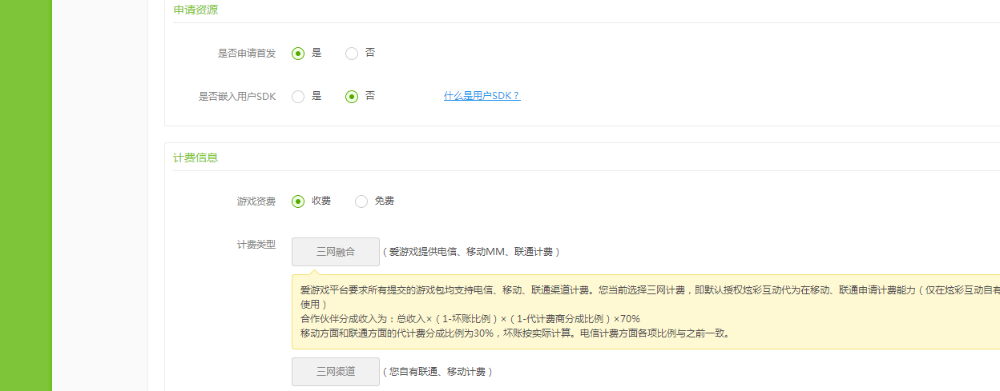 申请资源
是否申请首发 是 否
是否嵌入用户SDK 是 否 什么是用户SDK？
计费信息
游戏资费 收费 免费
计费类型 三网融合 （爱游戏提供电信、移动MM、联通计费）
爱游戏平台要求所有提交的游戏包均支持电信、移动、联通渠道计费。您当前选择三网计费，即默认授权炫彩互动代为在移动、联通申请计费能力（仅在炫彩互动自有
使用）
合作伙伴分成收入为：总收入×（1-坏账比例）×（1-代计费商分成比例）×70%
移动方面和联通方面的代计费分成比例为30%，坏账按实际计算。电信计费方面各项比例与之前一致。
三网渠道 （您自有联通、移动计费）